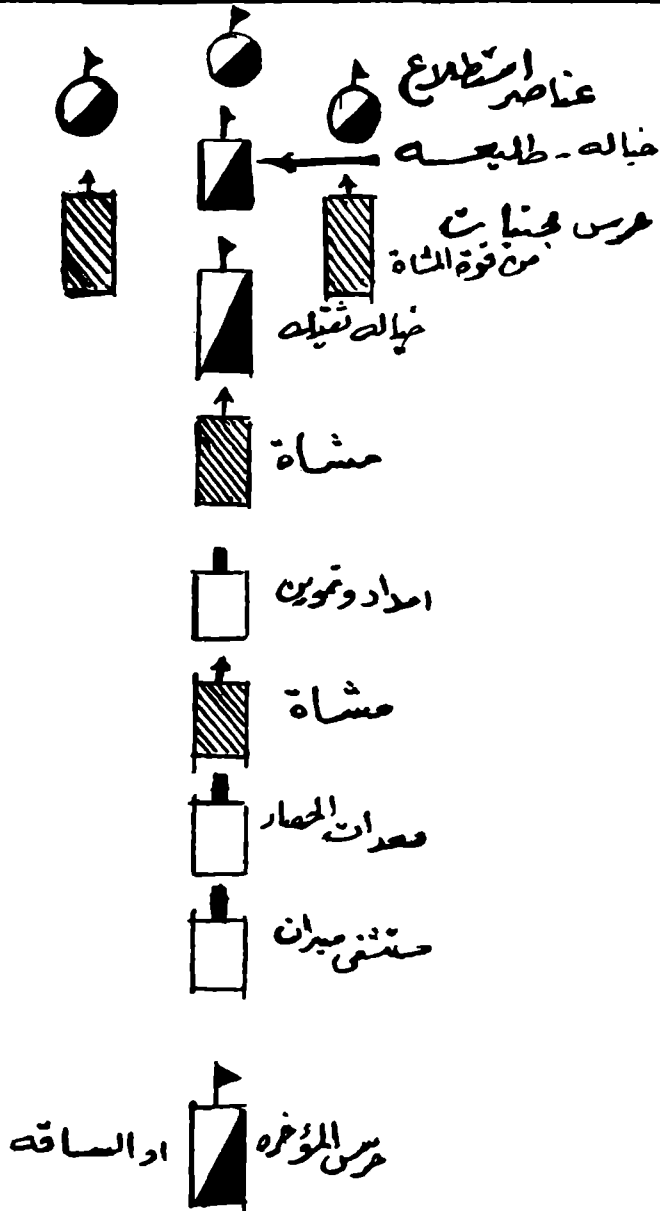 عناصر استطلاع
خياله - طليعه
حرس مجنبات
من قوة المشاة
خياله ثقيله
مشاة
امداد وتموين
مشاة
معدات الحصار
مستشفى ميدان
حرس المؤخره
او الساقه